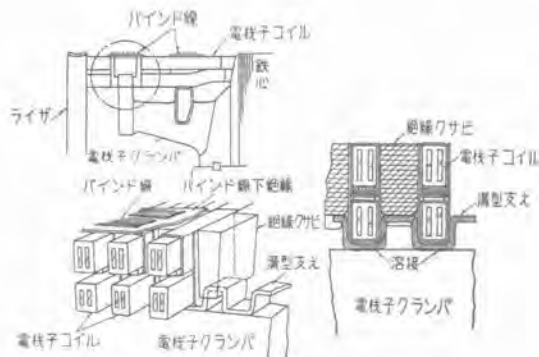 バインド線
電機子コイル
鉄心
ライザ
電機子クランパ
バインド線
バインド線下絶縁
絶縁クサビ
溝型支え
電機子コイル
電機子クランパ
絶縁クサビ
電機子コイル
溝型支え
溶接
電機子クランパ